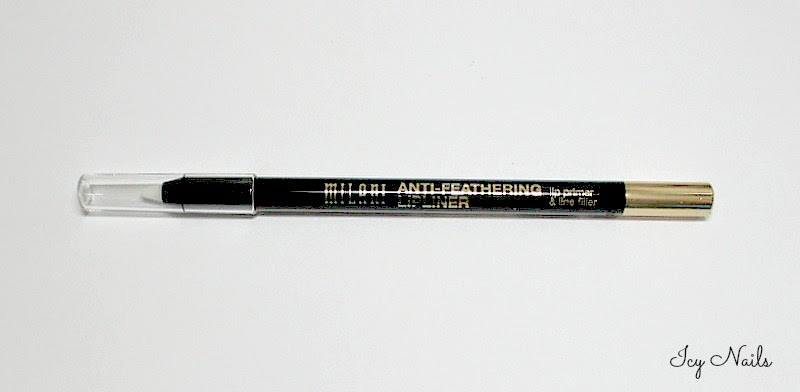 milani ANTI-FEATHERING lip primer
LIPLINER & line filler
Icy Nails